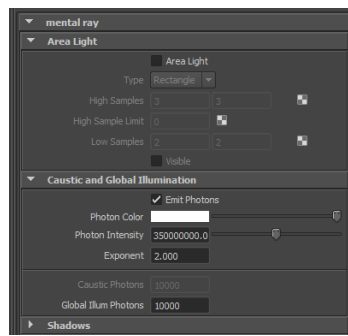 mental ray
Area Light
Area Light
Type Rectangle
High Samples 3 3
High Sample Limit 0
Low Samples 2 2
Visible
Caustic and Global Illumination
Emit Photons
Photon Color
Photon Intensity 350000000.0
Exponent 2.000
Caustic Photons 10000
Global Illum Photons 10000
Shadows